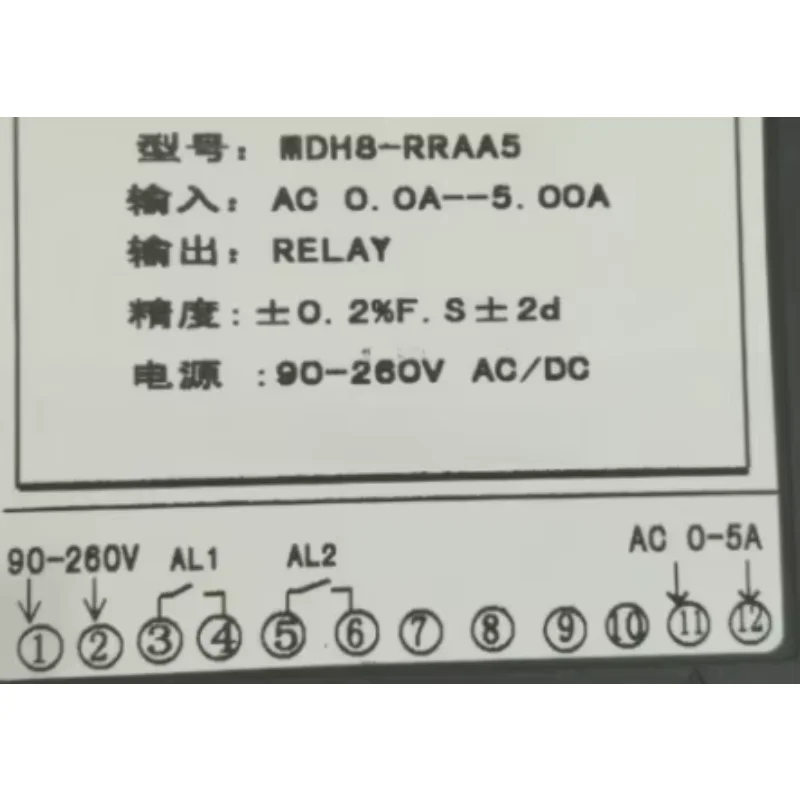 型号: MDH8-RRAA5
输入: AC 0.0A--5.00A
输出: RELAY
精度: ±0.2%F.S±2d
电源 :90-260V AC/DC
90-260V AL1 AL2 AC 0-5A
① ② ③ ④ ⑤ ⑥ ⑦ ⑧ ⑨ ⑩ ⑪ ⑫